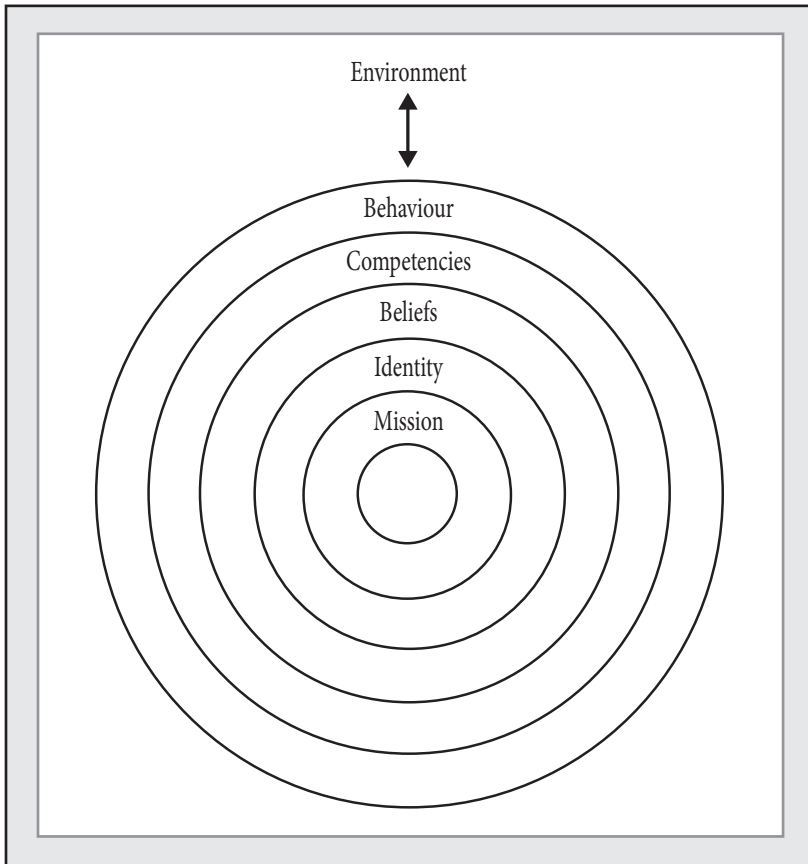 Environment
Behaviour
Competencies
Beliefs
Identity
Mission